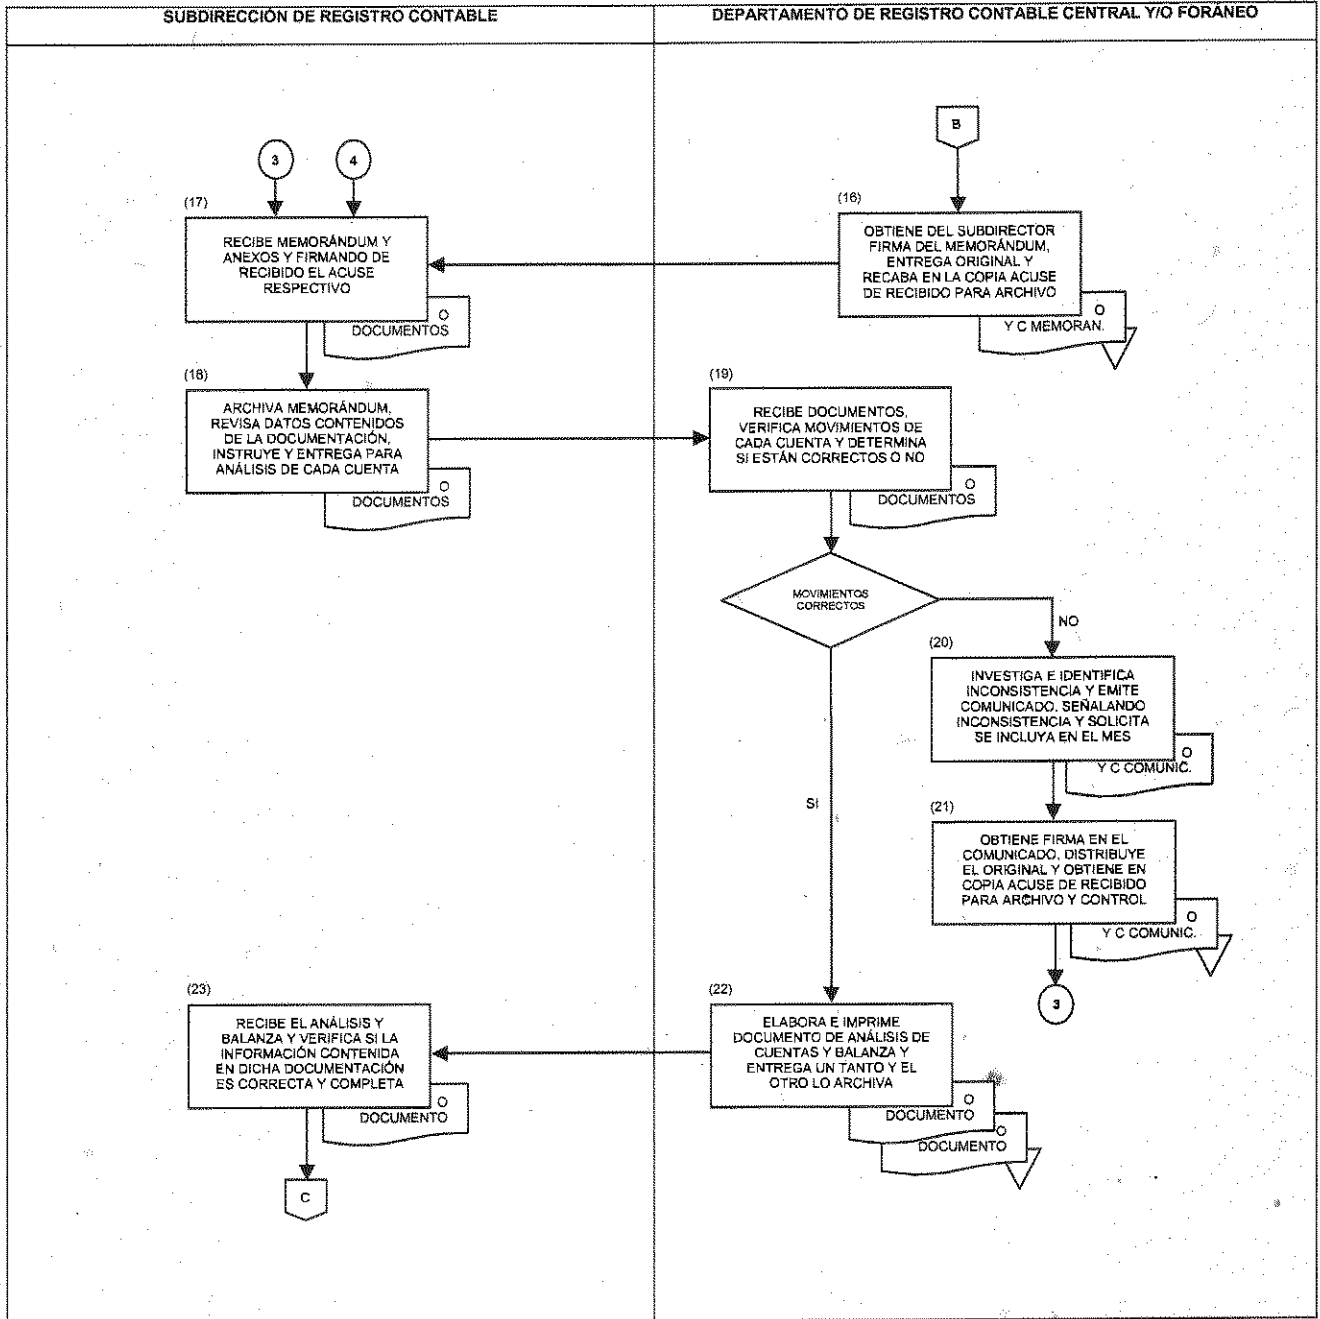 SUBDIRECCIÓN DE REGISTRO CONTABLE
DEPARTAMENTO DE REGISTRO CONTABLE CENTRAL Y/O FORÁNEO
B
3
4
(16)
OBTIENE DEL SUBDIRECTOR
FIRMA DEL MEMORÁNDUM,
ENTREGA ORIGINAL Y
RECABA EN LA COPIA ACUSE
DE RECIBIDO PARA ARCHIVO
O
Y C MEMORAN.
(17)
RECIBE MEMORÁNDUM Y
ANEXOS Y FIRMANDO DE
RECIBIDO EL ACUSE
RESPECTIVO
O
DOCUMENTOS
(18)
ARCHIVA MEMORÁNDUM,
REVISA DATOS CONTENIDOS
DE LA DOCUMENTACIÓN,
INSTRUYE Y ENTREGA PARA
ANÁLISIS DE CADA CUENTA
O
DOCUMENTOS
(19)
RECIBE DOCUMENTOS,
VERIFICA MOVIMIENTOS DE
CADA CUENTA Y DETERMINA
SI ESTÁN CORRECTOS O NO
O
DOCUMENTOS
MOVIMIENTOS
CORRECTOS
NO
(20)
INVESTIGA E IDENTIFICA
INCONSISTENCIA Y EMITE
COMUNICADO, SEÑALANDO
INCONSISTENCIA Y SOLICITA
SE INCLUYA EN EL MES
O
Y C COMUNIC.
SI
(21)
OBTIENE FIRMA EN EL
COMUNICADO, DISTRIBUYE
EL ORIGINAL Y OBTIENE EN
COPIA ACUSE DE RECIBIDO
PARA ARCHIVO Y CONTROL
O
Y C COMUNIC.
3
(22)
ELABORA E IMPRIME
DOCUMENTO DE ANÁLISIS DE
CUENTAS Y BALANZA Y
ENTREGA UN TANTO Y EL
OTRO LO ARCHIVA
O
DOCUMENTO
O
DOCUMENTO
(23)
RECIBE EL ANÁLISIS Y
BALANZA Y VERIFICA SI LA
INFORMACIÓN CONTENIDA
EN DICHA DOCUMENTACIÓN
ES CORRECTA Y COMPLETA
O
DOCUMENTO
C